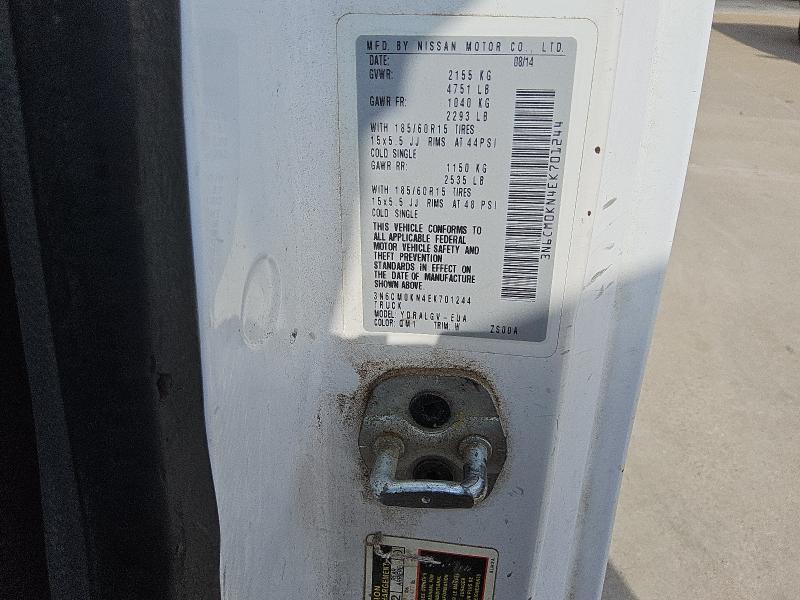 MFD. BY NISSAN MOTOR CO., LTD.
DATE: 08/14
GVWR: 2155 KG
4751 LB
GAWR FR: 1040 KG
2293 LB
WITH 185/60R15 TIRES
15x5.5 JJ RIMS AT 44PSI
COLD SINGLE
GAWR RR: 1150 KG
2535 LB
WITH 185/60R15 TIRES
15x5.5 JJ RIMS AT 48 PSI
COLD SINGLE
THIS VEHICLE CONFORMS TO
ALL APPLICABLE FEDERAL
MOTOR VEHICLE SAFETY AND
THEFT PREVENTION
STANDARDS IN EFFECT ON
THE DATE OF MANUFACTURE
SHOWN ABOVE.
3N6CM0KN4EK701244
TRUCK
MODEL: YDRALGV-EUA
COLOR: QM1 TRIM: W ZS00A
3N6CM0KN4EK701244